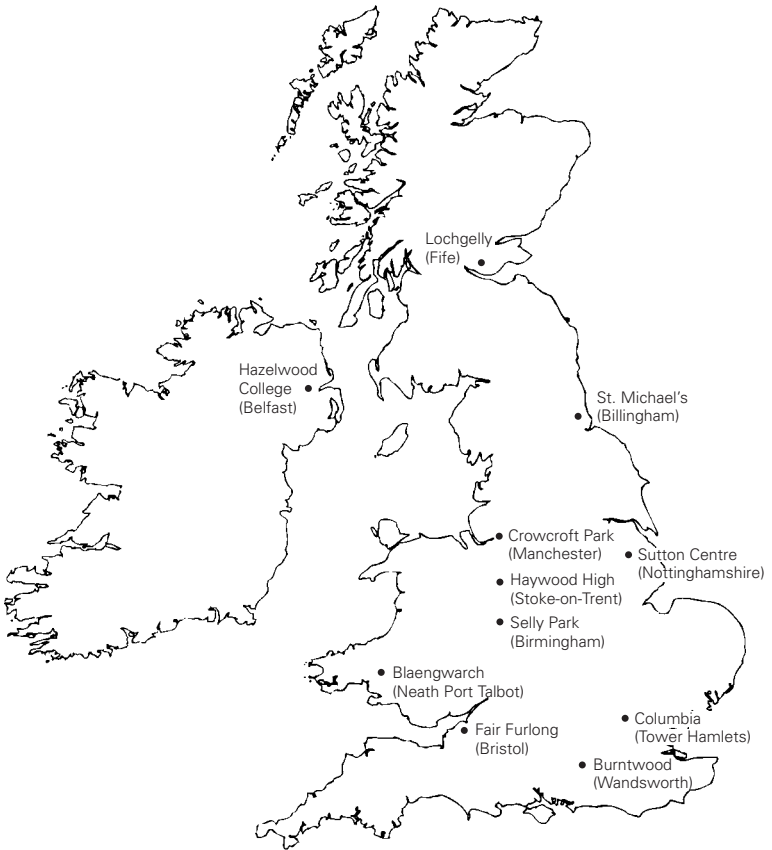 Lochgelly
(Fife)
Hazelwood
College
(Belfast)
St. Michael's
(Billingham)
Crowcroft Park
(Manchester)
Sutton Centre
(Nottinghamshire)
Haywood High
(Stoke-on-Trent)
Selly Park
(Birmingham)
Blaengwarch
(Neath Port Talbot)
Columbia
(Tower Hamlets)
Fair Furlong
(Bristol)
Burntwood
(Wandsworth)